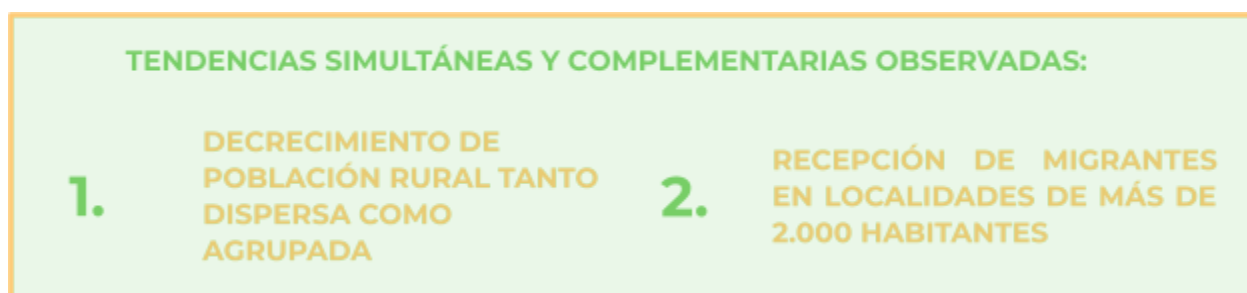 TENDENCIAS SIMULTÁNEAS Y COMPLEMENTARIAS OBSERVADAS:
1.
DECRECIMIENTO DE
POBLACIÓN RURAL TANTO
DISPERSA COMO
AGRUPADA
2.
RECEPCIÓN DE MIGRANTES
EN LOCALIDADES DE MÁS DE
2.000 HABITANTES